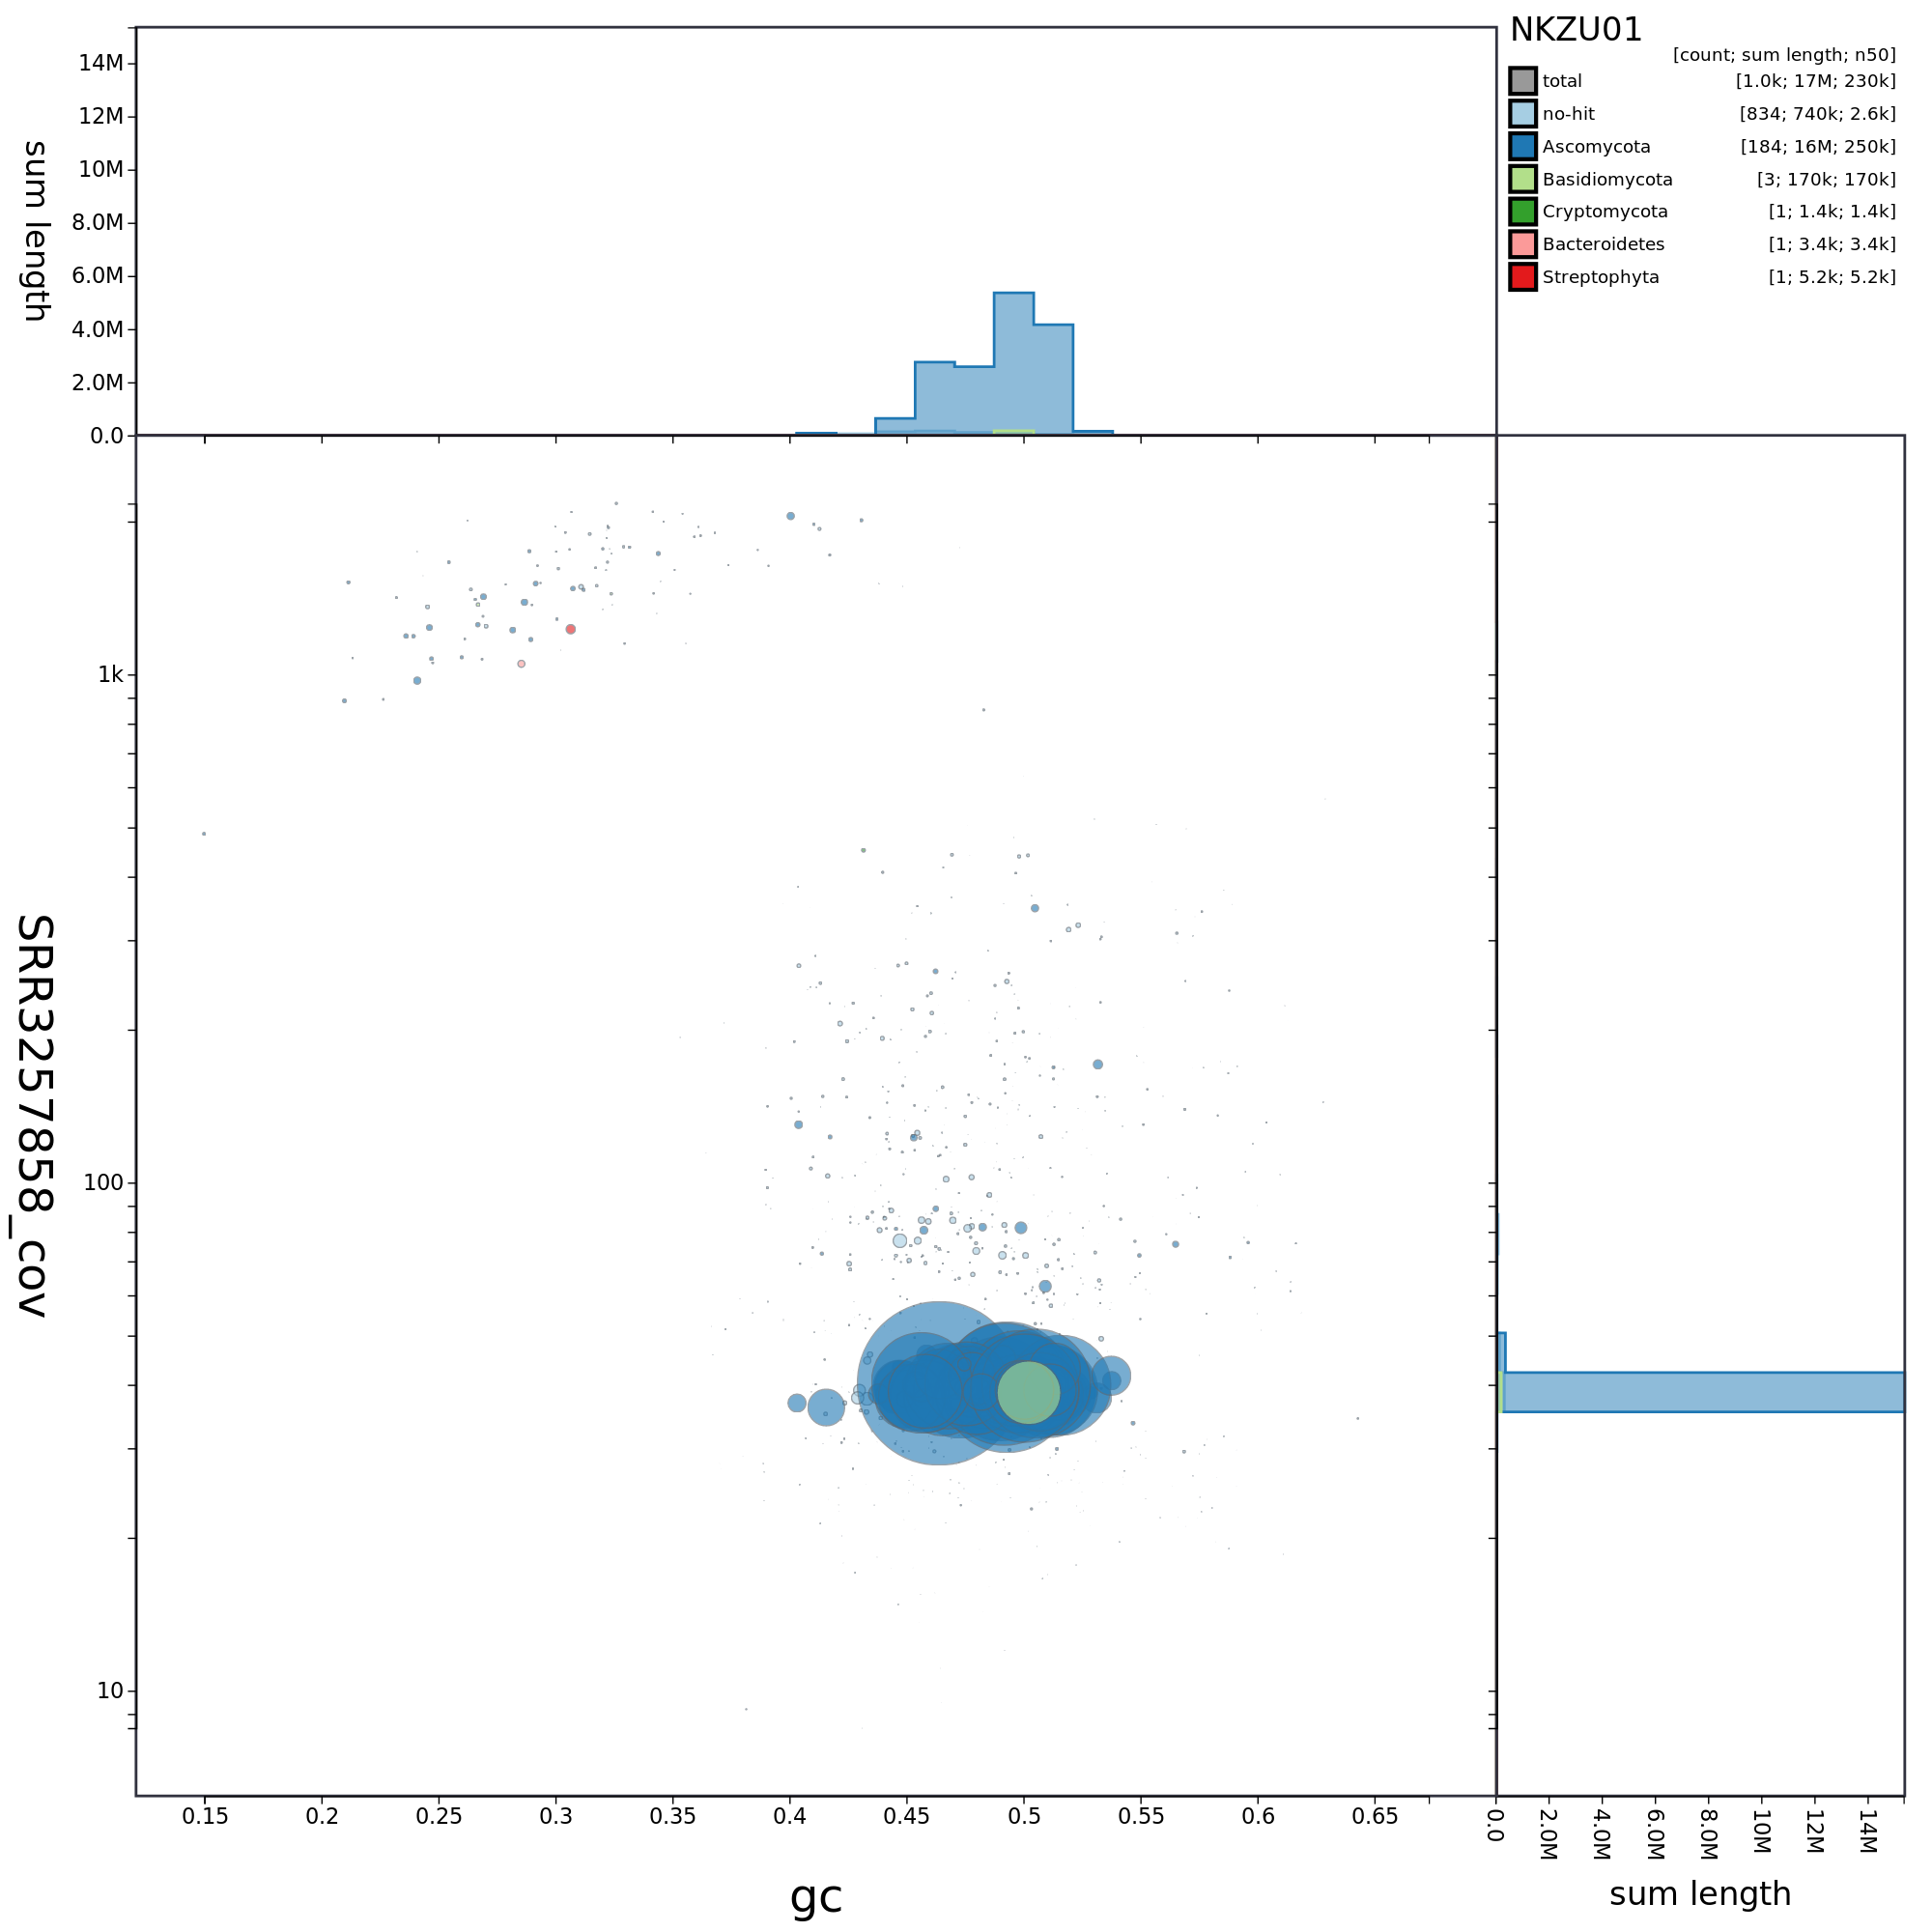 NKZU01
[count; sum length; n50]
total [1.0k; 17M; 230k]
no-hit [834; 740k; 2.6k]
Ascomycota [184; 16M; 250k]
Basidiomycota [3; 170k; 170k]
Cryptomycota [1; 1.4k; 1.4k]
Bacteroidetes [1; 3.4k; 3.4k]
Streptophyta [1; 5.2k; 5.2k]
sum length
14M
12M
10M
8.0M
6.0M
4.0M
2.0M
0.0
SRR3257858_cov
1k
100
10
0.15 0.2 0.25 0.3 0.35 0.4 0.45 0.5 0.55 0.6 0.65
gc
0.0 2.0M 4.0M 6.0M 8.0M 10M 12M 14M
sum length